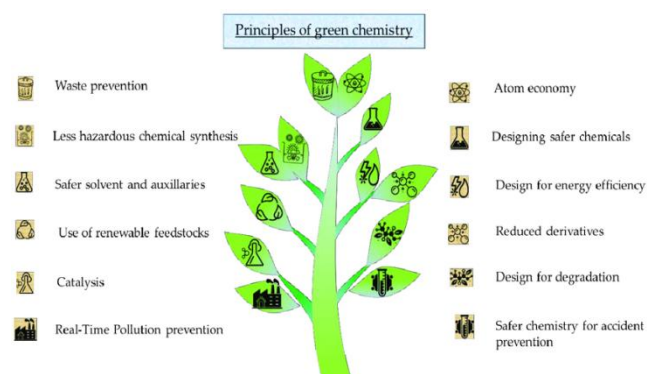 Principles of green chemistry
Waste prevention
Less hazardous chemical synthesis
Safer solvent and auxillaries
Use of renewable feedstocks
Catalysis
Real-Time Pollution prevention
Atom economy
Designing safer chemicals
Design for energy efficiency
Reduced derivatives
Design for degradation
Safer chemistry for accident
prevention